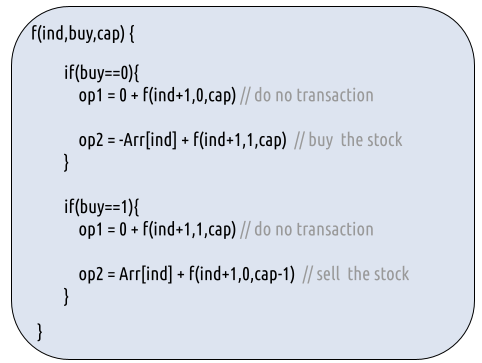 f(ind,buy,cap) {
if(buy==0){
op1 = 0 + f(ind+1,0,cap) // do no transaction
op2 = -Arr[ind] + f(ind+1,1,cap) // buy the stock
}
if(buy==1){
op1 = 0 + f(ind+1,1,cap) // do no transaction
op2 = Arr[ind] + f(ind+1,0,cap-1) // sell the stock
}
}